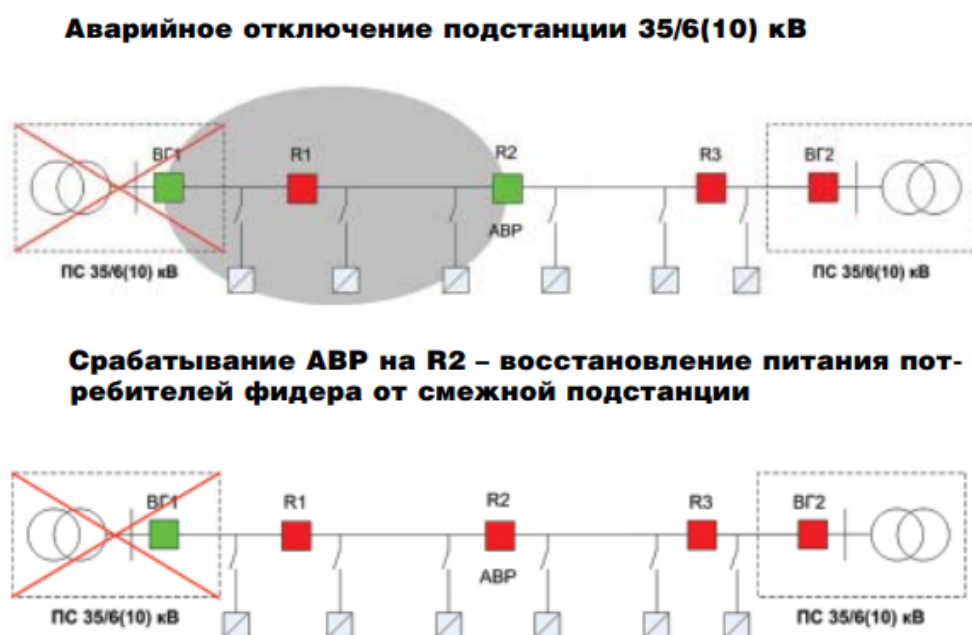 Аварийное отключение подстанции 35/6(10) кВ
ВГ1 R1 R2 R3 ВГ2
АВР
ПС 35/6(10) кВ ПС 35/6(10) кВ
Срабатывание АВР на R2 – восстановление питания пот-
ребителей фидера от смежной подстанции
ВГ1 R1 R2 R3 ВГ2
АВР
ПС 35/6(10) кВ ПС 35/6(10) кВ